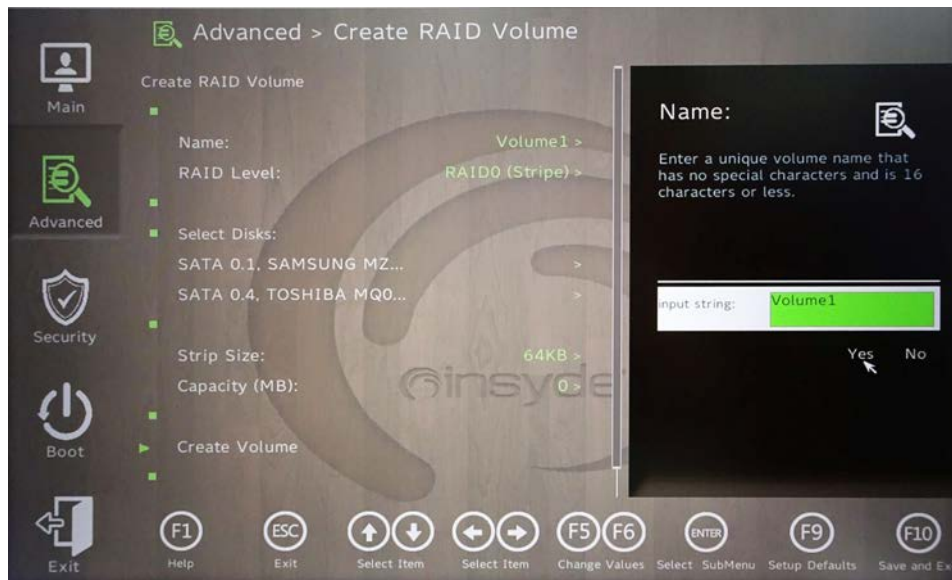 Advanced > Create RAID Volume
Main
Advanced
Security
Boot
Exit
Create RAID Volume
Name: Volume1 >
RAID Level: RAID0 (Stripe) >
Select Disks:
SATA 0.1, SAMSUNG MZ... >
SATA 0.4, TOSHIBA MQ0... >
Strip Size: 64KB >
Capacity (MB): 0 >
Create Volume
insyde
Name:
Enter a unique volume name that
has no special characters and is 16
characters or less.
input string: Volume1
Yes No
F1 ESC F5 F6 ENTER F9 F10
Help Exit Select Item Select Item Change Values Select SubMenu Setup Defaults Save and E